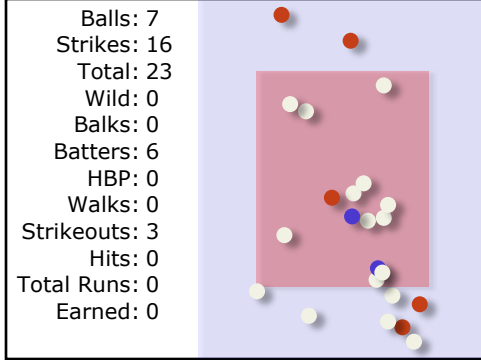 Balls: 7
Strikes: 16
Total: 23
Wild: 0
Balks: 0
Batters: 6
HBP: 0
Walks: 0
Strikeouts: 3
Hits: 0
Total Runs: 0
Earned: 0